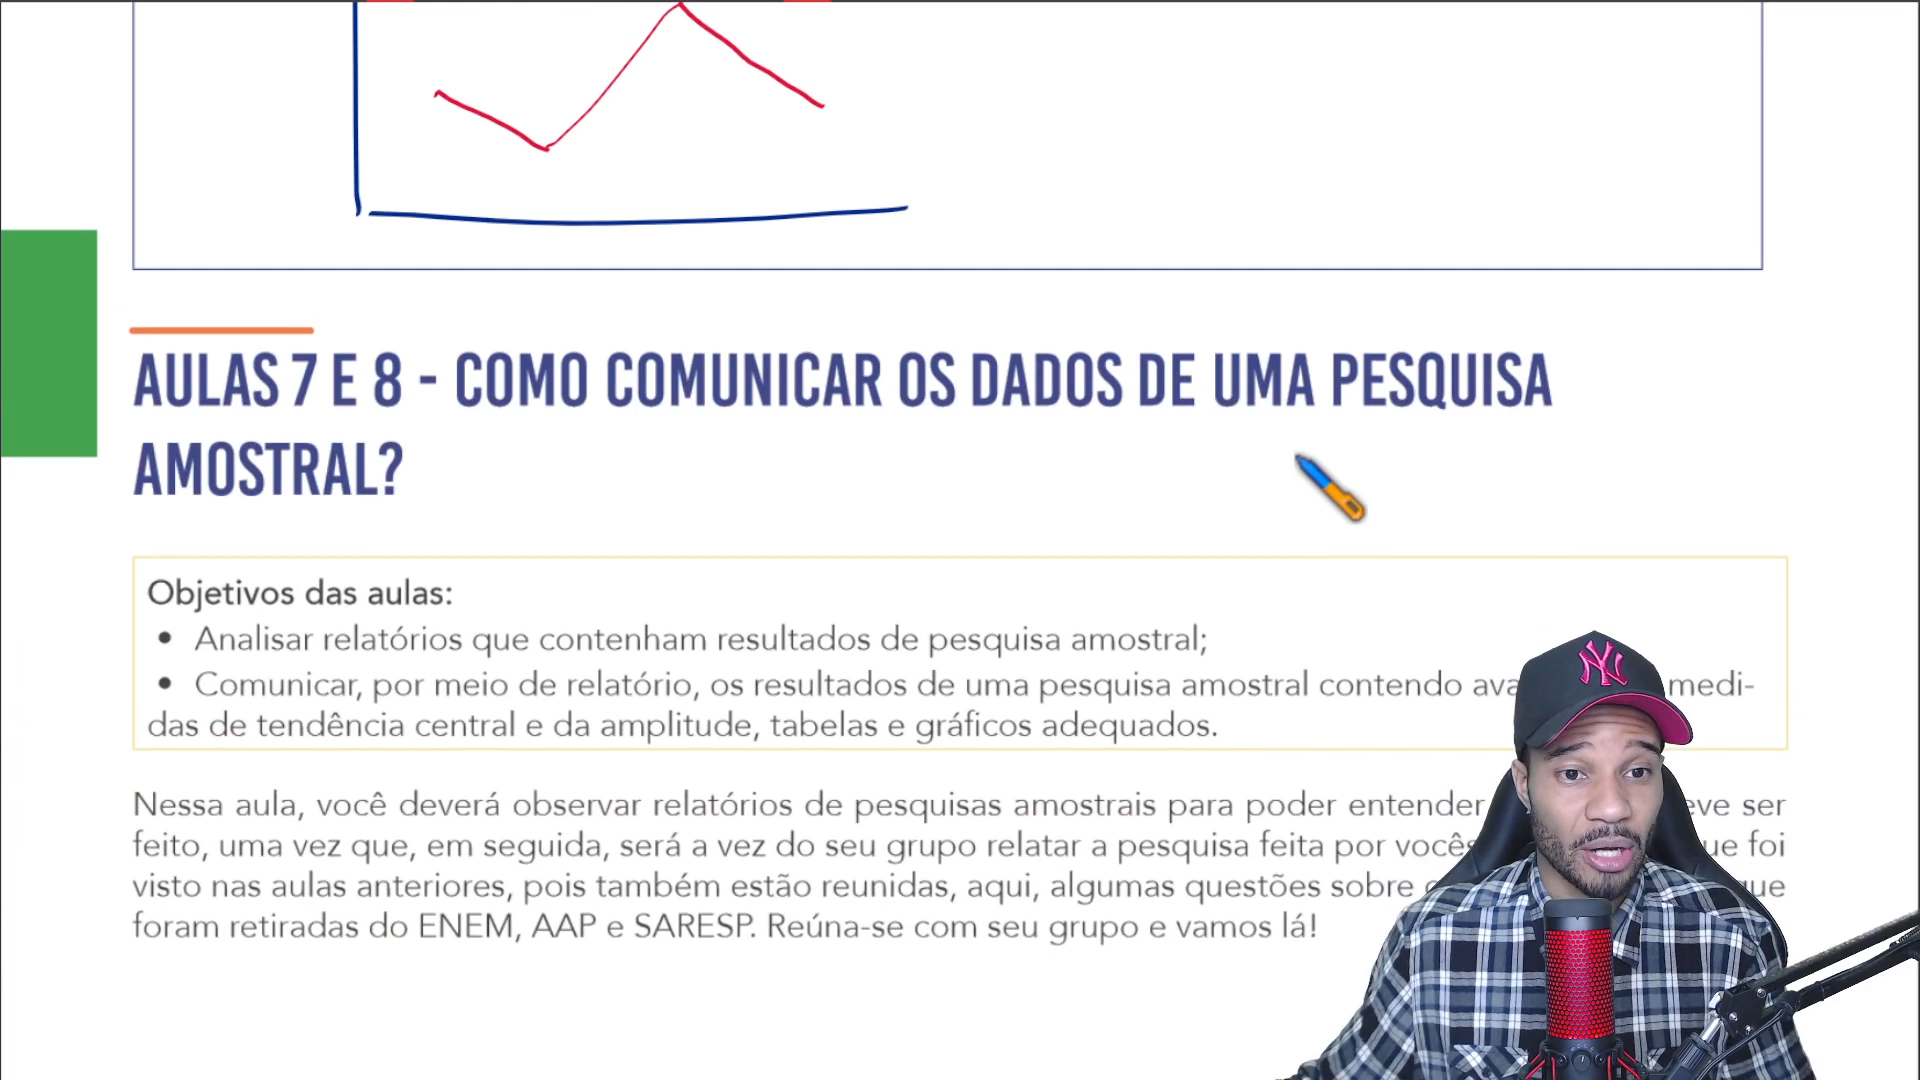 AULAS 7 E 8 - COMO COMUNICAR OS DADOS DE UMA PESQUISA
AMOSTRAL?
Objetivos das aulas:
• Analisar relatórios que contenham resultados de pesquisa amostral;
• Comunicar, por meio de relatório, os resultados de uma pesquisa amostral contendo medi-
das de tendência central e da amplitude, tabelas e gráficos adequados.
Nessa aula, você deverá observar relatórios de pesquisas amostrais para poder entender ser
feito, uma vez que, em seguida, será a vez do seu grupo relatar a pesquisa feita por vocês foi
visto nas aulas anteriores, pois também estão reunidas, aqui, algumas questões sobre que
foram retiradas do ENEM, AAP e SARESP. Reúna-se com seu grupo e vamos lá!
NY